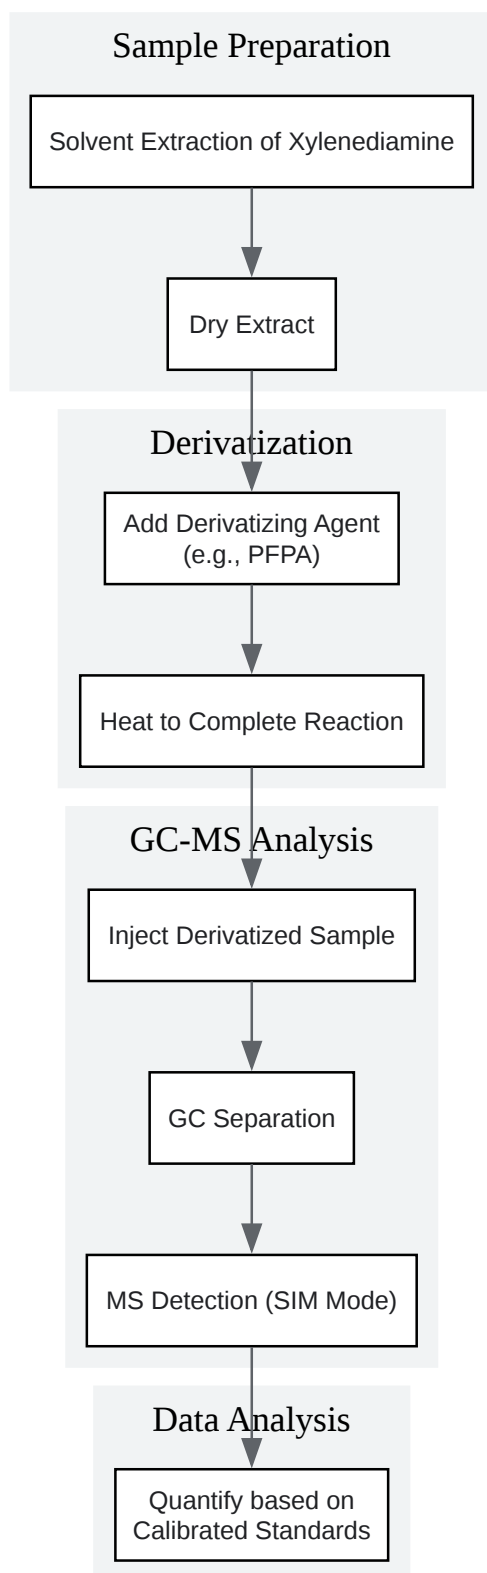 Sample Preparation
Solvent Extraction of Xylenediamine
Dry Extract
Derivatization
Add Derivatizing Agent
(e.g., PFPA)
Heat to Complete Reaction
GC-MS Analysis
Inject Derivatized Sample
GC Separation
MS Detection (SIM Mode)
Data Analysis
Quantify based on
Calibrated Standards